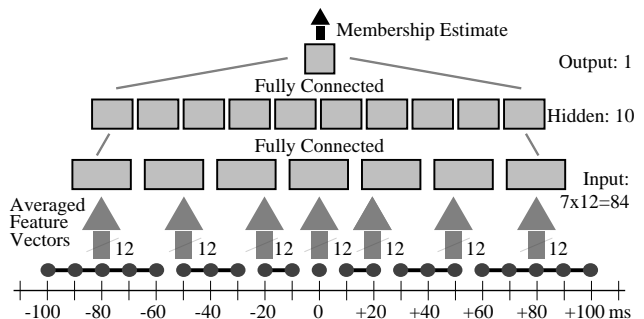 Membership Estimate
Output: 1
Fully Connected
Hidden: 10
Fully Connected
Input:
7x12=84
Averaged
Feature
Vectors
12 12 12 12 12 12 12
-100 -80 -60 -40 -20 0 +20 +40 +60 +80 +100 ms